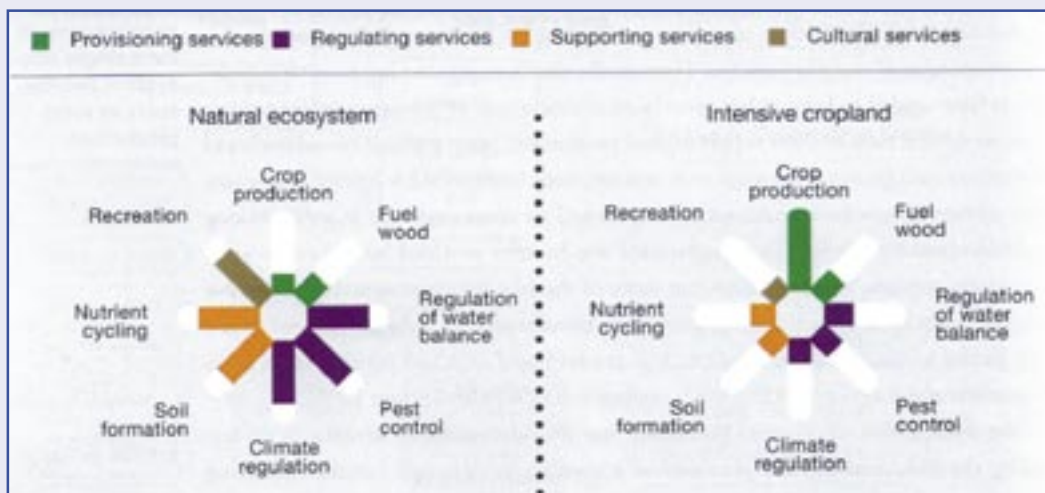 Provisioning services Regulating services Supporting services Cultural services
Natural ecosystem
Crop
production
Recreation
Fuel
wood
Nutrient
cycling
Regulation
of water
balance
Soil
formation
Pest
control
Climate
regulation
Intensive cropland
Crop
production
Recreation
Fuel
wood
Nutrient
cycling
Regulation
of water
balance
Soil
formation
Pest
control
Climate
regulation